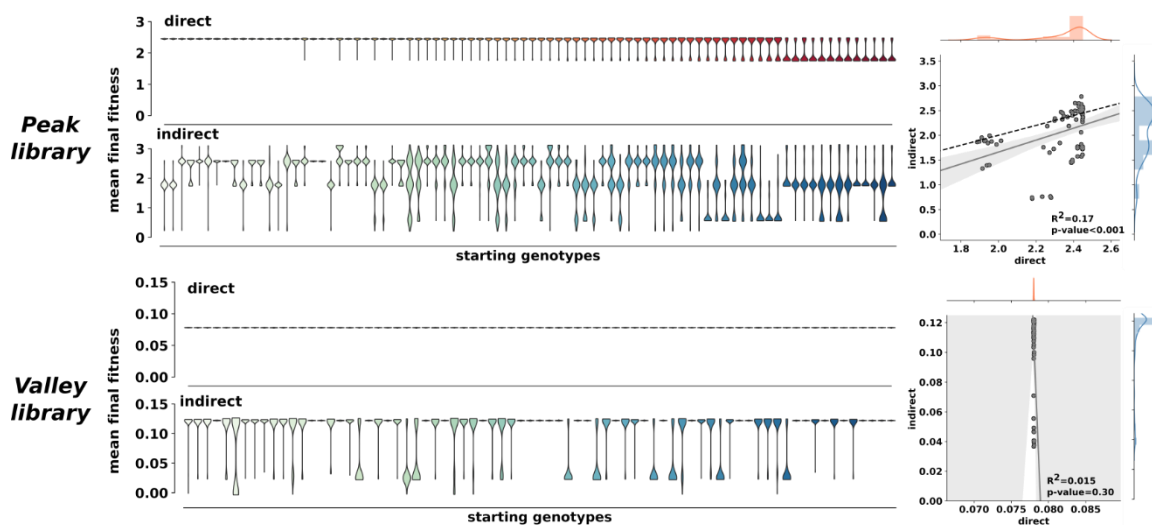 Peak library
mean final fitness
direct
3
2
1
0
indirect
3
2
1
0
starting genotypes
3.5
3.0
2.5
2.0
1.5
1.0
0.5
0.0
indirect
R²=0.17
p-value<0.001
1.8 2.0 2.2 2.4 2.6
direct
Valley library
mean final fitness
direct
0.15
0.10
0.05
0.00
indirect
0.15
0.10
0.05
0.00
starting genotypes
0.12
0.10
0.08
0.06
0.04
0.02
0.00
indirect
R²=0.015
p-value=0.30
0.070 0.075 0.080 0.085
direct